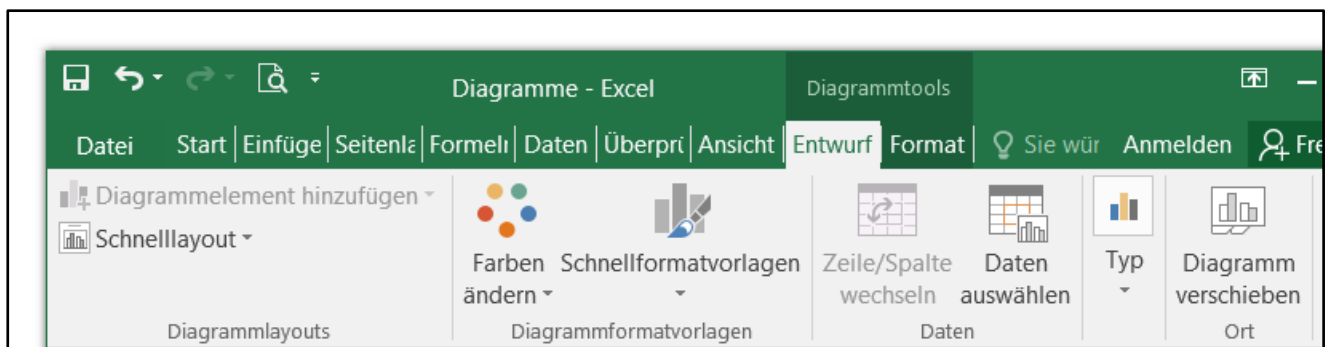 Diagramme - Excel Diagrammtools
Datei Start Einfüge Seitenla Formeln Daten Überprü Ansicht Entwurf Format Sie wür Anmelden Fre
Diagrammelement hinzufügen
Schnelllayout
Farben ändern
Schnellformatvorlagen
Zeile/Spalte wechseln
Daten auswählen
Typ
Diagramm verschieben
Diagrammlayouts Diagrammformatvorlagen Daten Ort